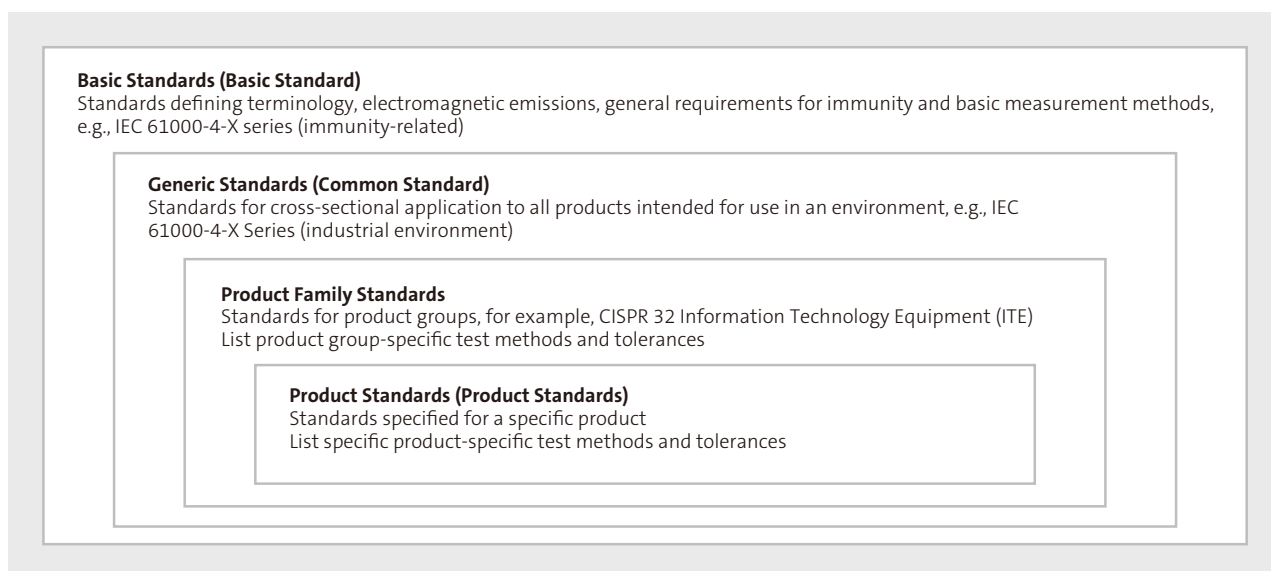 Basic Standards (Basic Standard)
Standards defining terminology, electromagnetic emissions, general requirements for immunity and basic measurement methods,
e.g., IEC 61000-4-X series (immunity-related)
Generic Standards (Common Standard)
Standards for cross-sectional application to all products intended for use in an environment, e.g., IEC
61000-4-X Series (industrial environment)
Product Family Standards
Standards for product groups, for example, CISPR 32 Information Technology Equipment (ITE)
List product group-specific test methods and tolerances
Product Standards (Product Standards)
Standards specified for a specific product
List specific product-specific test methods and tolerances